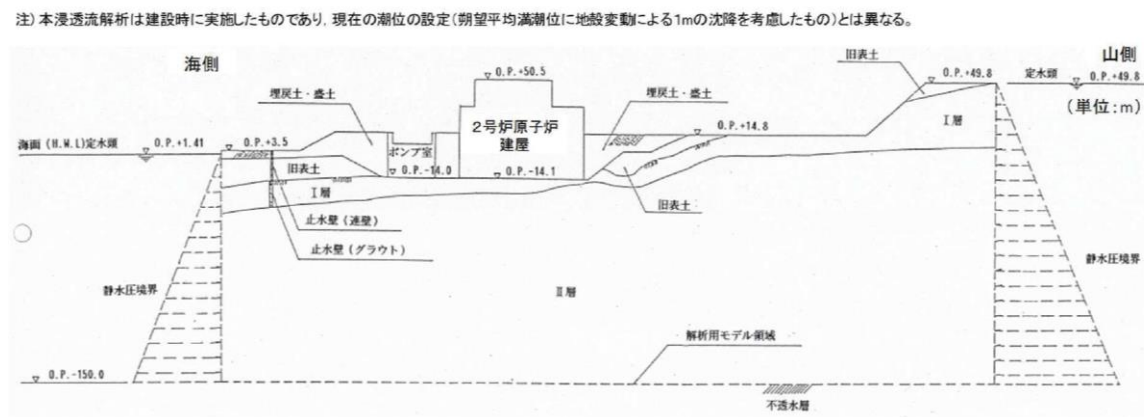 注) 本浸透流解析は建設時に実施したものであり，現在の潮位の設定(朔望平均満潮位に地殻変動による1mの沈降を考慮したもの)とは異なる。
海側
山側
旧表土
O.P.+50.5
O.P.+49.8
定水頭
O.P.+49.8
(単位:m)
埋戻土・盛土
埋戻土・盛土
I層
2号炉原子炉
建屋
O.P.+14.8
海面 (H.W.L)定水頭
O.P.+1.41
O.P.+3.5
ポンプ室
旧表土
O.P.-14.0
O.P.-14.1
I層
旧表土
止水壁 (連壁)
止水壁 (グラウト)
静水圧境界
静水圧境界
II層
解析用モデル領域
O.P.-150.0
不透水層